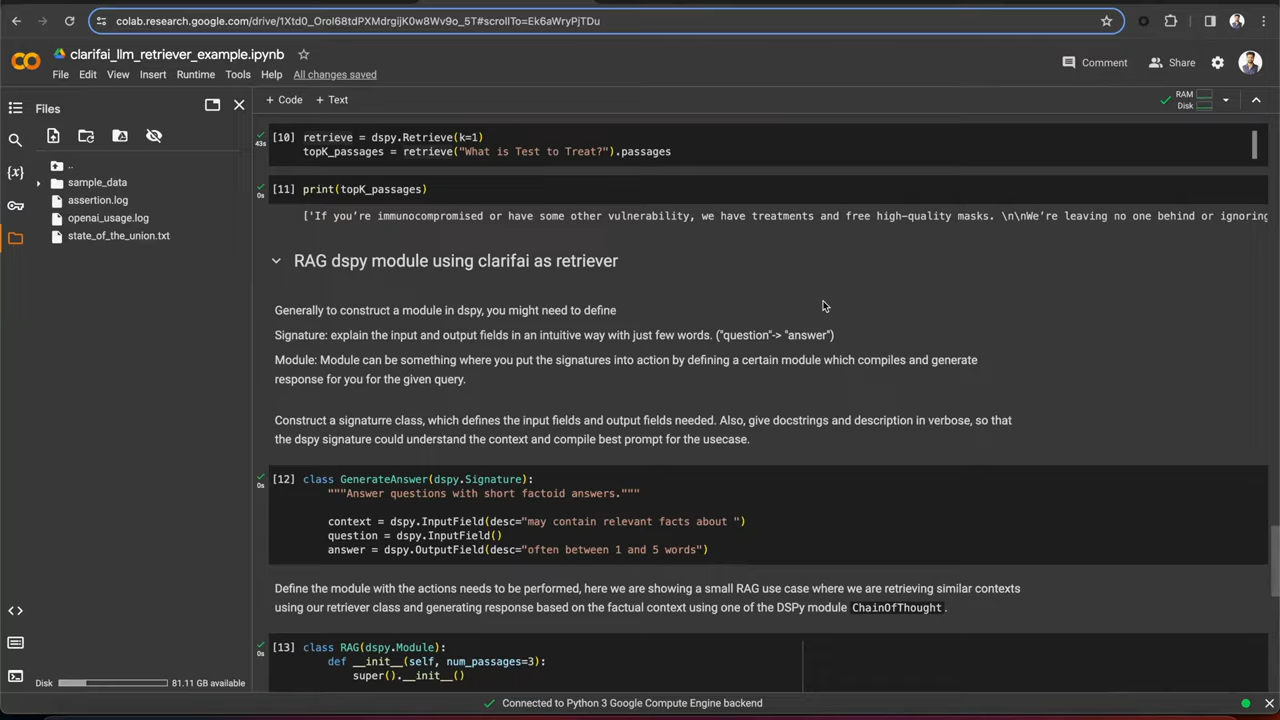 colab.research.google.com/drive/1Xtd0_Orol68tdPXMdrgijK0w8Wv9o_5T#scrollTo=Ek6aWryPjTDu
clarifai_llm_retriever_example.ipynb
File Edit View Insert Runtime Tools Help All changes saved
Comment Share
Files
+ Code + Text
RAM
Disk
..
sample_data
assertion.log
openai_usage.log
state_of_the_union.txt
[10] retrieve = dspy.Retrieve(k=1)
43s
topK_passages = retrieve("What is Test to Treat?").passages
[11] print(topK_passages)
0s
['If you’re immunocompromised or have some other vulnerability, we have treatments and free high-quality masks. \n\nWe’re leaving no one behind or ignoring
RAG dspy module using clarifai as retriever
Generally to construct a module in dspy, you might need to define
Signature: explain the input and output fields in an intuitive way with just few words. ("question"-> "answer")
Module: Module can be something where you put the signatures into action by defining a certain module which compiles and generate
response for you for the given query.
Construct a signaturre class, which defines the input fields and output fields needed. Also, give docstrings and description in verbose, so that
the dspy signature could understand the context and compile best prompt for the usecase.
[12] class GenerateAnswer(dspy.Signature):
0s
"""Answer questions with short factoid answers."""
context = dspy.InputField(desc="may contain relevant facts about ")
question = dspy.InputField()
answer = dspy.OutputField(desc="often between 1 and 5 words")
Define the module with the actions needs to be performed, here we are showing a small RAG use case where we are retrieving similar contexts
using our retriever class and generating response based on the factual context using one of the DSPy module ChainOfThought.
[13] class RAG(dspy.Module):
0s
def __init__(self, num_passages=3):
super().__init__()
Disk 81.11 GB available
Connected to Python 3 Google Compute Engine backend